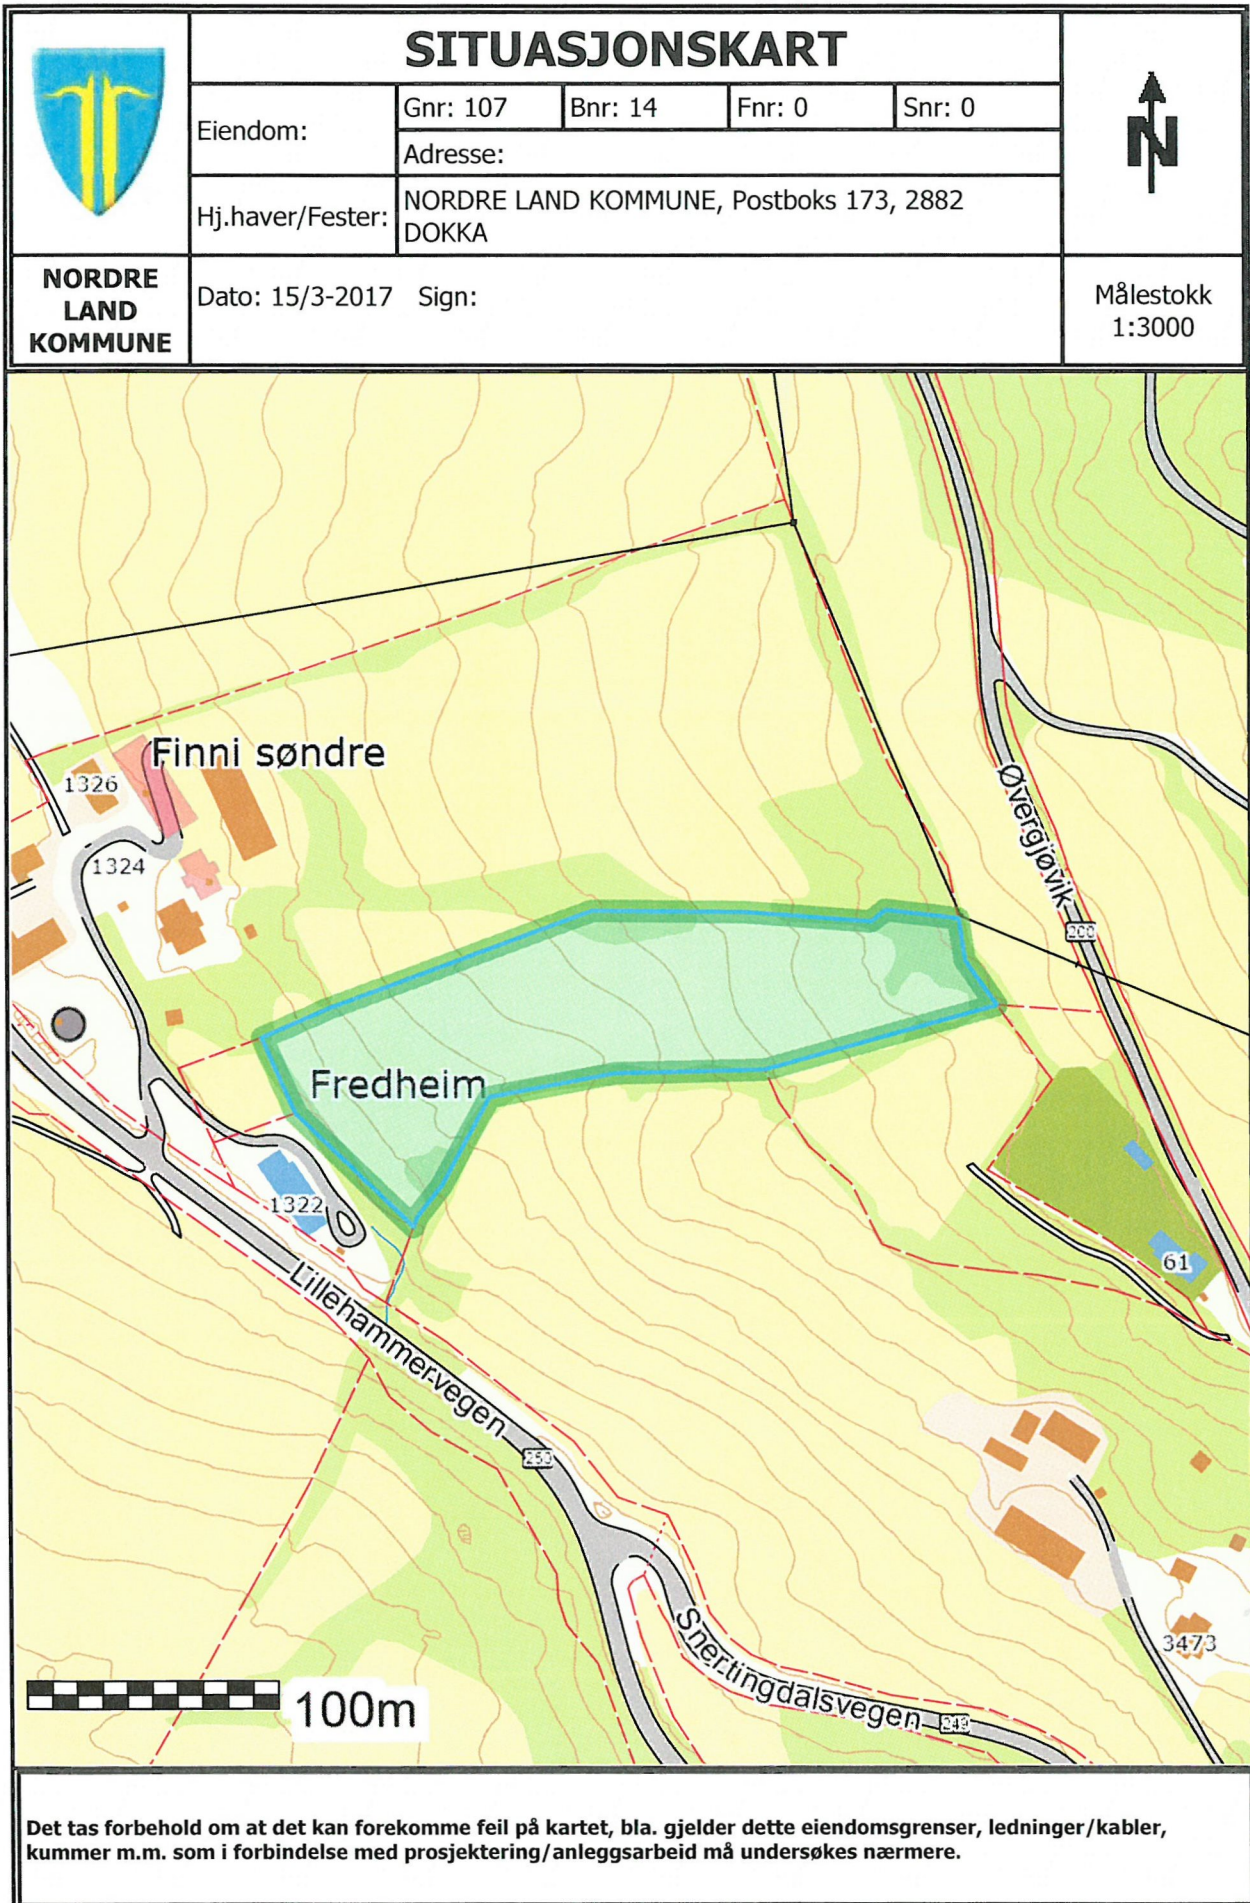 SITUASJONSKART
Eiendom:
Gnr: 107
Bnr: 14
Fnr: 0
Snr: 0
Adresse:
Hj.haver/Fester:
NORDRE LAND KOMMUNE, Postboks 173, 2882
DOKKA
N
NORDRE
LAND
KOMMUNE
Dato: 15/3-2017 Sign:
Målestokk
1:3000
Finni søndre
1326
1324
Øvergjøvik
200
Fredheim
1322
61
Lillehammervegen
253
Snertingdalsvegen
249
3473
100m
Det tas forbehold om at det kan forekomme feil på kartet, bla. gjelder dette eiendomsgrenser, ledninger/kabler,
kummer m.m. som i forbindelse med prosjektering/anleggsarbeid må undersøkes nærmere.